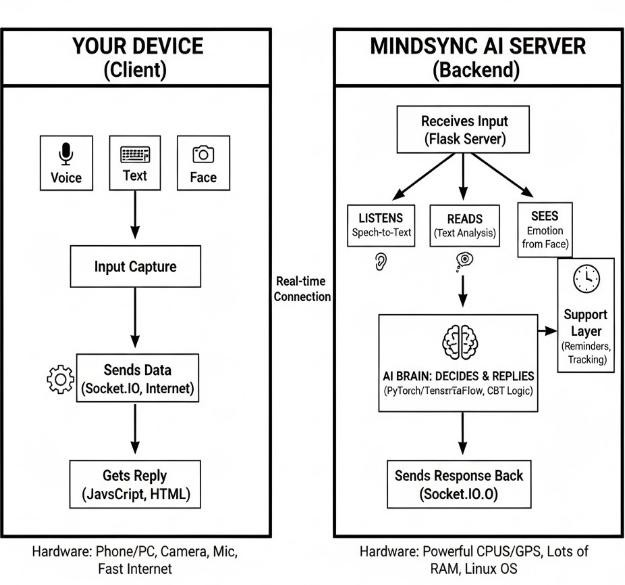 YOUR DEVICE
(Client)
Voice
Text
Face
Input Capture
Sends Data
(Socket.IO, Internet)
Gets Reply
(JavsCript, HTML)
Hardware: Phone/PC, Camera, Mic,
Fast Internet
Real-time
Connection
MINDSYNC AI SERVER
(Backend)
Receives Input
(Flask Server)
LISTENS
Spech-to-Text
READS
(Text Analysis)
SEES
Emotion
from Face)
Support
Layer
(Reminders,
Tracking)
AI BRAIN: DECIDES & REPLIES
(PyTorch/TensrïaFlow, CBT Logic)
Sends Response Back
(Socket.IO.O)
Hardware: Powerful CPUS/GPS, Lots of
RAM, Linux OS